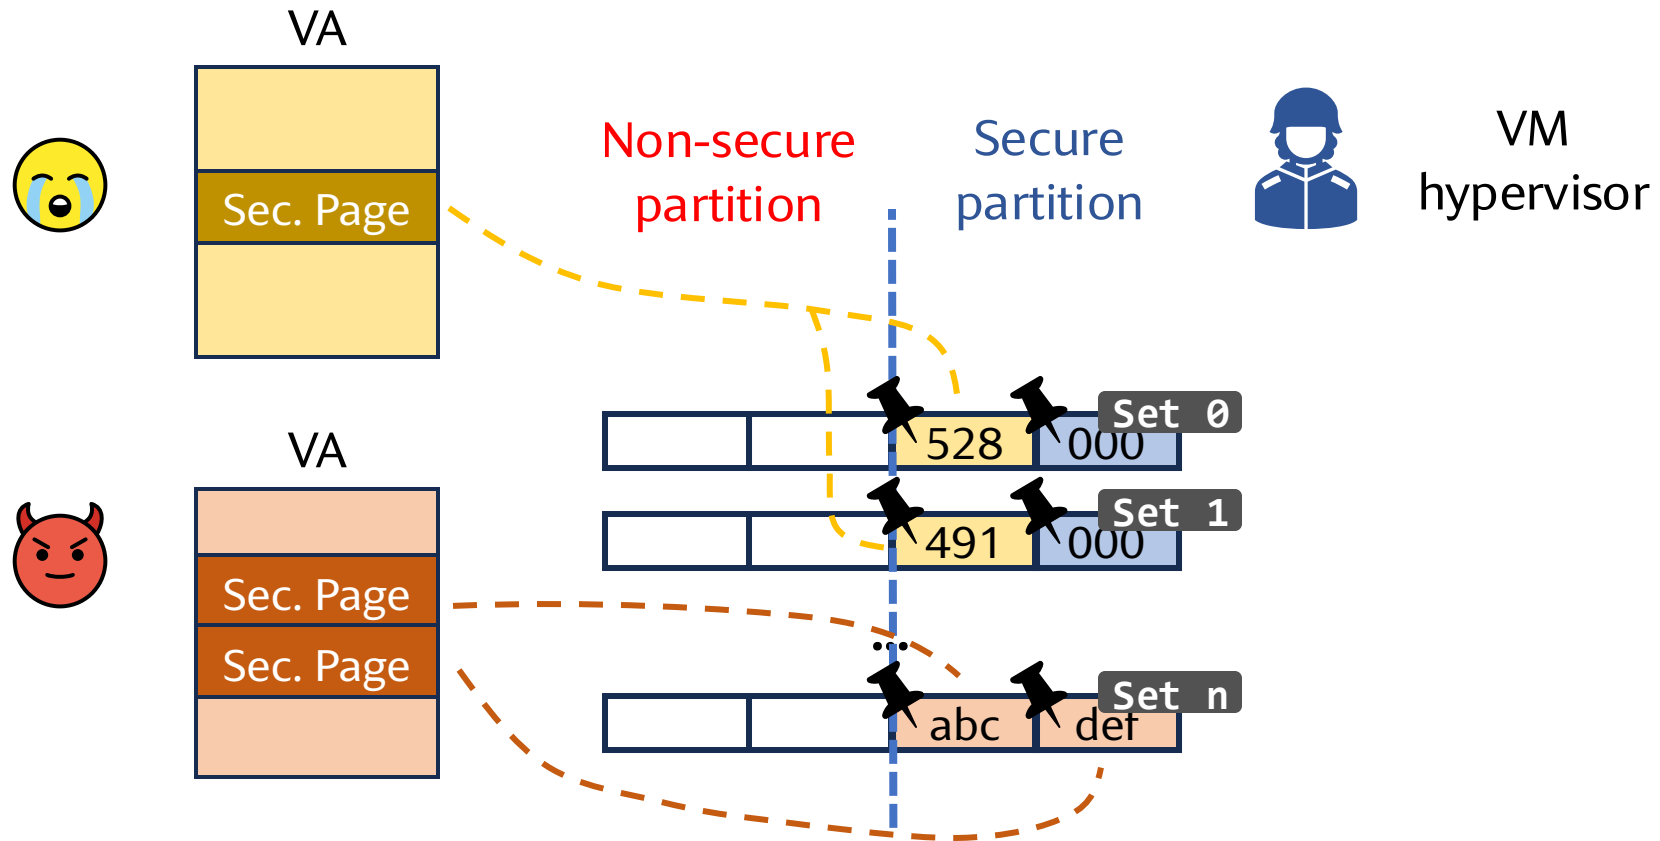 VA
Sec. Page
Non-secure
partition
Secure
partition
VM
hypervisor
528
000
Set 0
491
000
Set 1
VA
Sec. Page
Sec. Page
...
abc
def
Set n